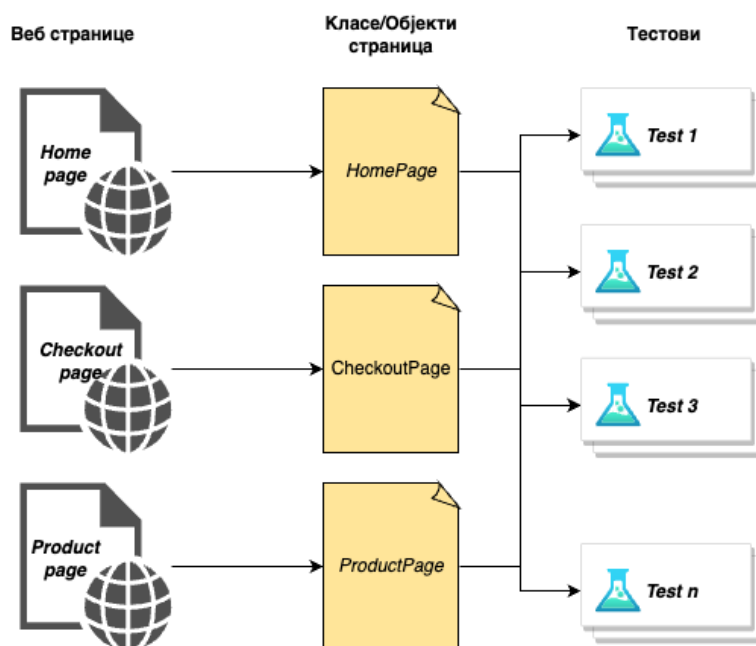 Веб странице
Класе/Објекти
страница
Тестови
Home
page
HomePage
Test 1
Test 2
Checkout
page
CheckoutPage
Test 3
Product
page
ProductPage
Test n